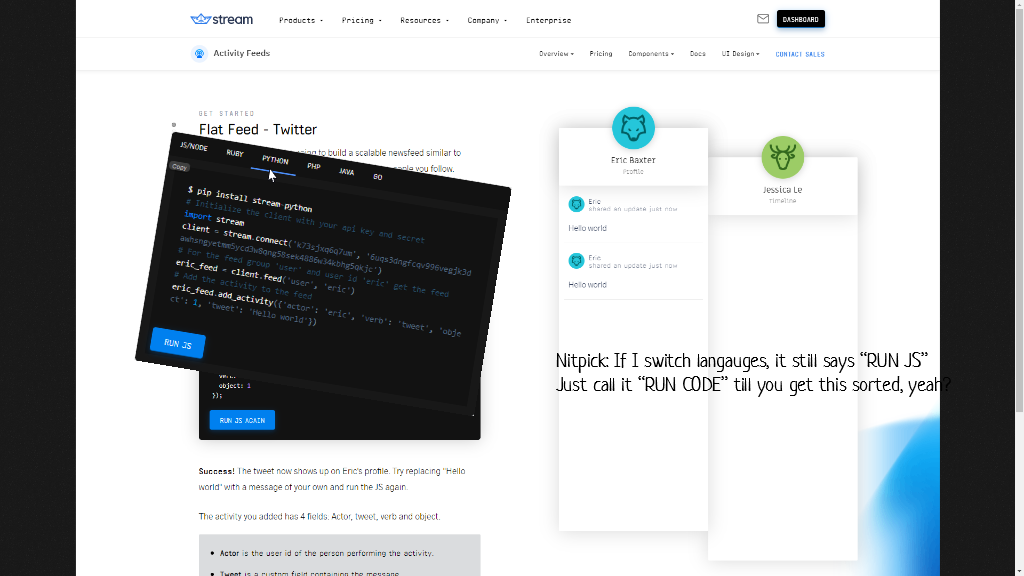 stream
Products
Pricing
Resources
Company
Enterprise
DASHBOARD
Activity Feeds
Overview
Pricing
Components
Docs
UI Design
CONTACT SALES
GET STARTED
Flat Feed - Twitter
to build a scalable newsfeed similar to
you follow.
JS/NODE
RUBY
PYTHON
PHP
JAVA
GO
Copy
$ pip install stream-python
# Initialize the client with your api key and secret
import stream
client = stream.connect('k73sjxq6q7um',
# For the feed group 'user' and user id 'eric' get the feed
eric_feed = client.feed('user', 'eric')
# Add the activity to the feed
eric_feed.add_activity({'actor': 'eric', 'verb': 'tweet', 'obje
ct': 1, 'tweet': 'Hello world'})
RUN JS
object: 1
});
RUN JS AGAIN
Success! The tweet now shows up on Eric's profile. Try replacing "Hello
world" with a message of your own and run the JS again.
The activity you added has 4 fields. Actor, tweet, verb and object.
Actor is the user id of the person performing the activity.
Tweet is a custom field containing the message.
Eric Baxter
Profile
Eric
shared an update just now
Hello world
Eric
shared an update just now
Hello world
Jessica Le
timeline
Nitpick: If I switch langauges, it still says “RUN JS”
Just call it “RUN CODE” till you get this sorted, yeah?